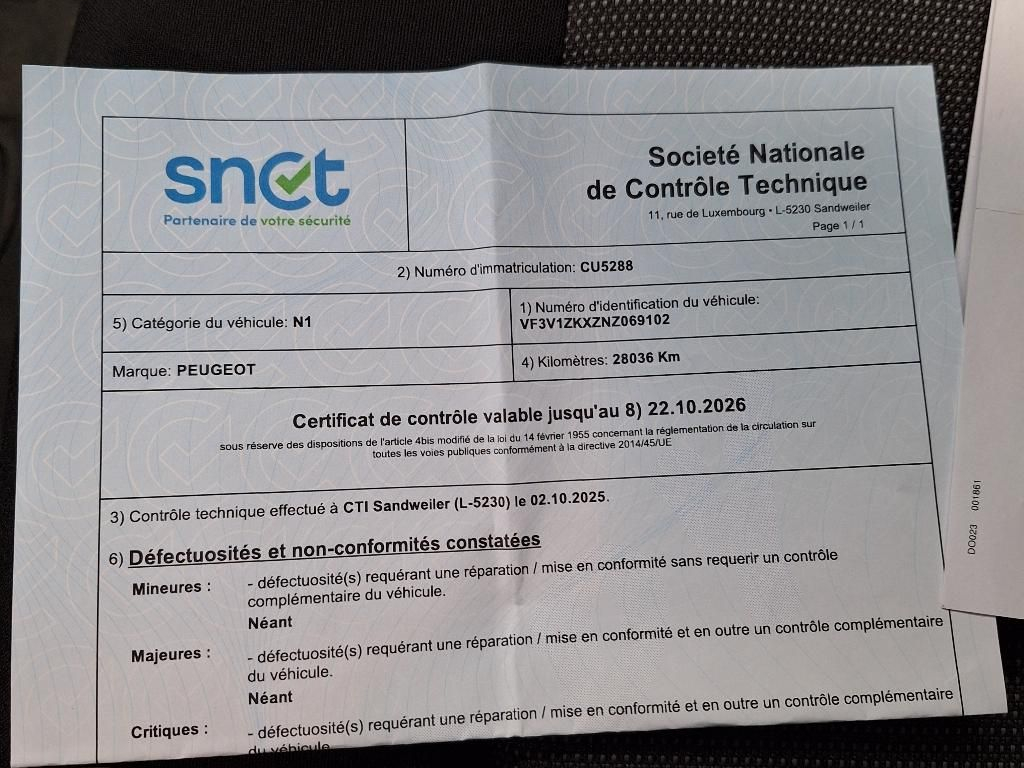 snct
Partenaire de votre sécurité
Societé Nationale
de Contrôle Technique
11, rue de Luxembourg • L-5230 Sandweiler
Page 1 / 1
2) Numéro d'immatriculation: CU5288
5) Catégorie du véhicule: N1
1) Numéro d'identification du véhicule:
VF3V1ZKXZNZ069102
Marque: PEUGEOT
4) Kilomètres: 28036 Km
Certificat de contrôle valable jusqu'au 8) 22.10.2026
sous réserve des dispositions de l'article 4bis modifié de la loi du 14 février 1955 concernant la réglementation de la circulation sur
toutes les voies publiques conformément à la directive 2014/45/UE
3) Contrôle technique effectué à CTI Sandweiler (L-5230) le 02.10.2025.
6) Défectuosités et non-conformités constatées
Mineures :
- défectuosité(s) requérant une réparation / mise en conformité sans requerir un contrôle
complémentaire du véhicule.
Néant
Majeures :
- défectuosité(s) requérant une réparation / mise en conformité et en outre un contrôle complémentaire
du véhicule.
Néant
Critiques :
- défectuosité(s) requérant une réparation / mise en conformité et en outre un contrôle complémentaire
du véhicule
DO023 001861